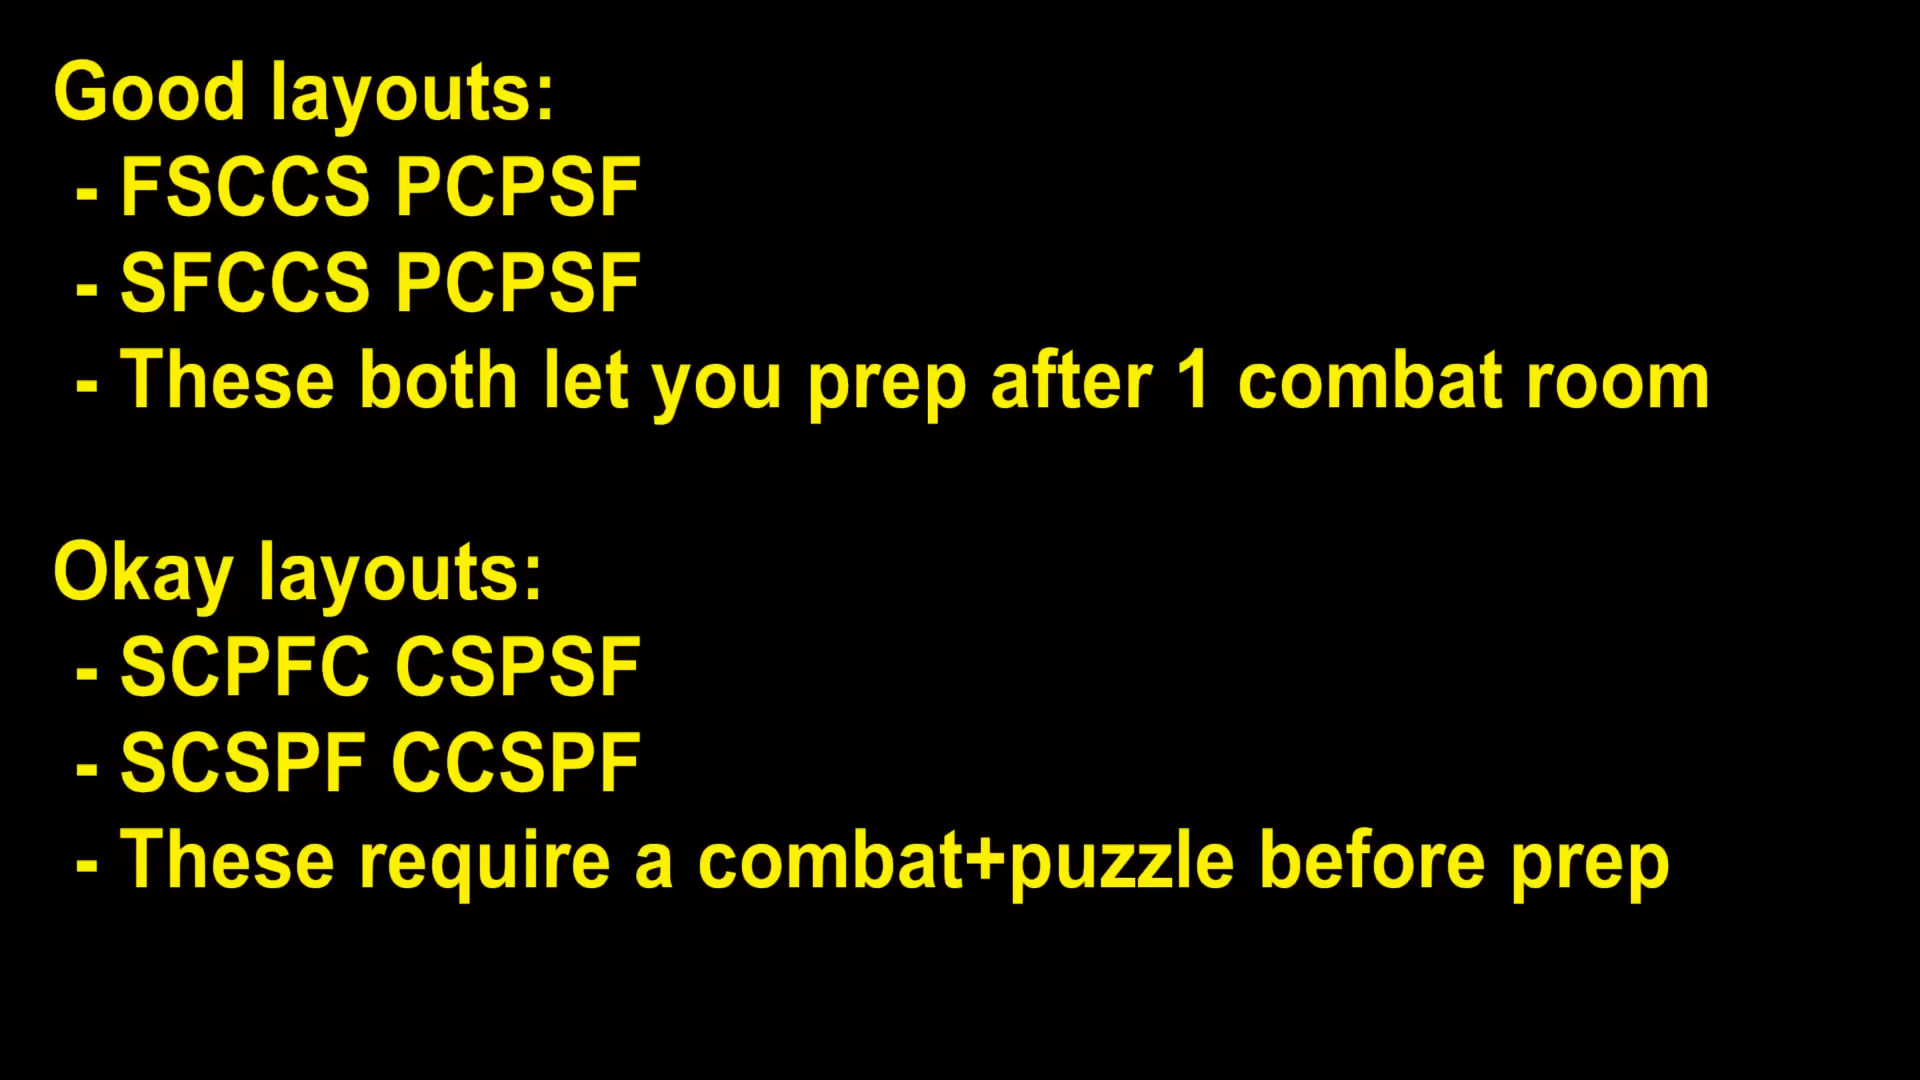 Good layouts:
- FSCCS PCPSF
- SFCCS PCPSF
- These both let you prep after 1 combat room
Okay layouts:
- SCPFC CSPSF
- SCSPF CCSPF
- These require a combat+puzzle before prep